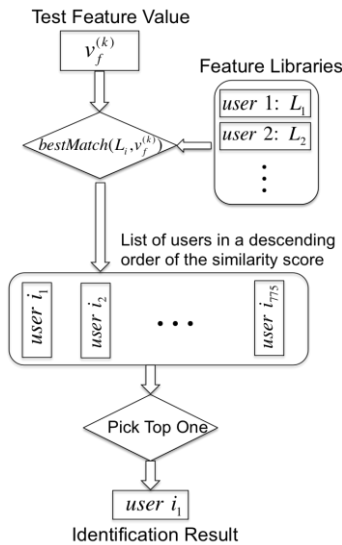 Test Feature Value
v_f^(k)
Feature Libraries
user 1: L_1
user 2: L_2
⋮
bestMatch(L_i, v_f^(k))
List of users in a descending
order of the similarity score
user i_1
user i_2
• • •
user i_775
Pick Top One
user i_1
Identification Result